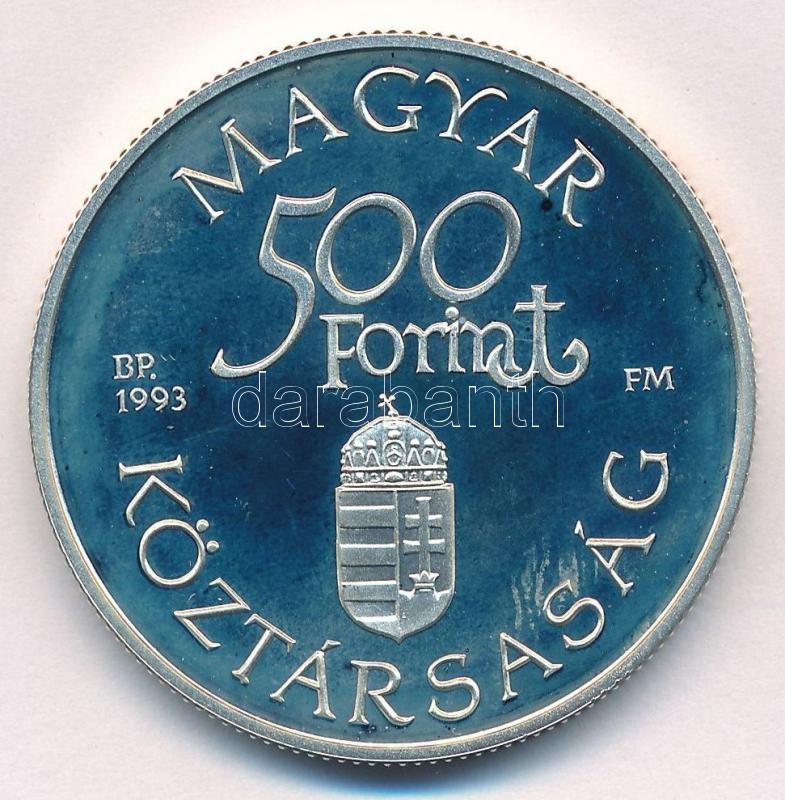 MAGYAR
500
Forint
BP.
1993
FM
darabanth
KÖZTÁRSASÁG